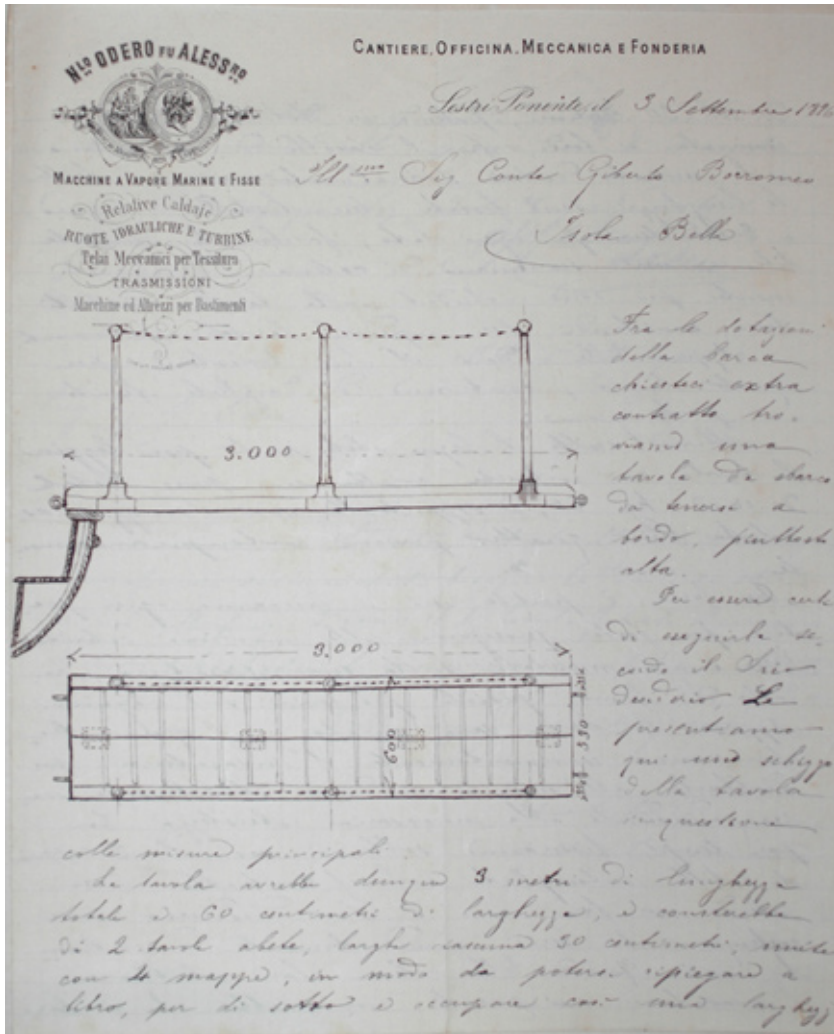 Nlo ODERO FU ALESSRO
CANTIERE, OFFICINA, MECCANICA E FONDERIA
Sestri Ponente, il 3 Settembre
MACCHINE A VAPORE MARINE E FISSE
Ill mo Sig Conte Giberto Borromeo
Relative Caldaje
Isola Bella
RUOTE IDRAULICHE E TURBINE
Telai Meccanici per Tessitura
TRASMISSIONI
Macchine ed Attrezzi per Bastimenti
Fra le dotazioni
della barca
chiesteci extra
contratto tro-
viamo una
tavola da sbarco
da tenersi a
bordo, piuttosto
alta.
Per essere certi
di eseguirla se-
condo il Suo
desiderio, Le
presentiamo
qui uno schizzo
della tavola
in questione
3.000
3.000
600
530
colle misure principali.
La tavola avrebbe dunque 3 metri di lunghezza
totale e 60 centimetri di larghezza, e consterebbe
di 2 tavole abete, larghe 30 centimetri, unite
con 4 mappe, in modo da potersi ripiegare a
libro, per di sotto e occupare così una larghezz